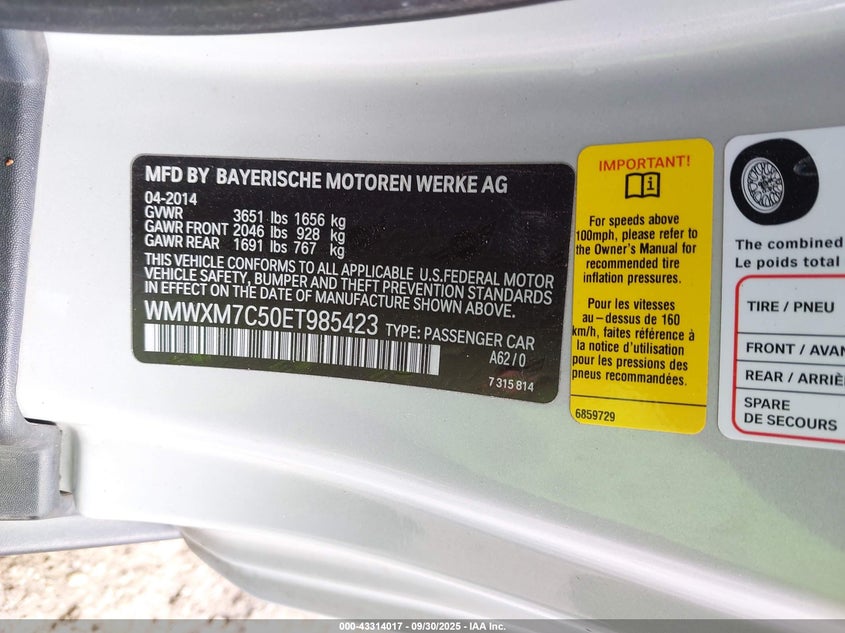 MFD BY BAYERISCHE MOTOREN WERKE AG
04-2014
GVWR 3651 lbs 1656 kg
GAWR FRONT 2046 lbs 928 kg
GAWR REAR 1691 lbs 767 kg
THIS VEHICLE CONFORMS TO ALL APPLICABLE U.S.FEDERAL MOTOR
VEHICLE SAFETY, BUMPER AND THEFT PREVENTION STANDARDS
IN EFFECT ON THE DATE OF MANUFACTURE SHOWN ABOVE.
WMWXM7C50ET985423 TYPE: PASSENGER CAR
A62/0
7 315 814
IMPORTANT!
For speeds above
100mph, please refer to
the Owner's Manual for
recommended tire
inflation pressures.
Pour les vitesses
au-dessus de 160
km/h, faites référence à
la notice d'utilisation
pour les pressions des
pneus recommandées.
6859729
The combined
Le poids total
TIRE / PNEU
FRONT / AVAN
REAR / ARRIÈ
SPARE
DE SECOURS
000-43314017 - 09/30/2025 - IAA Inc.